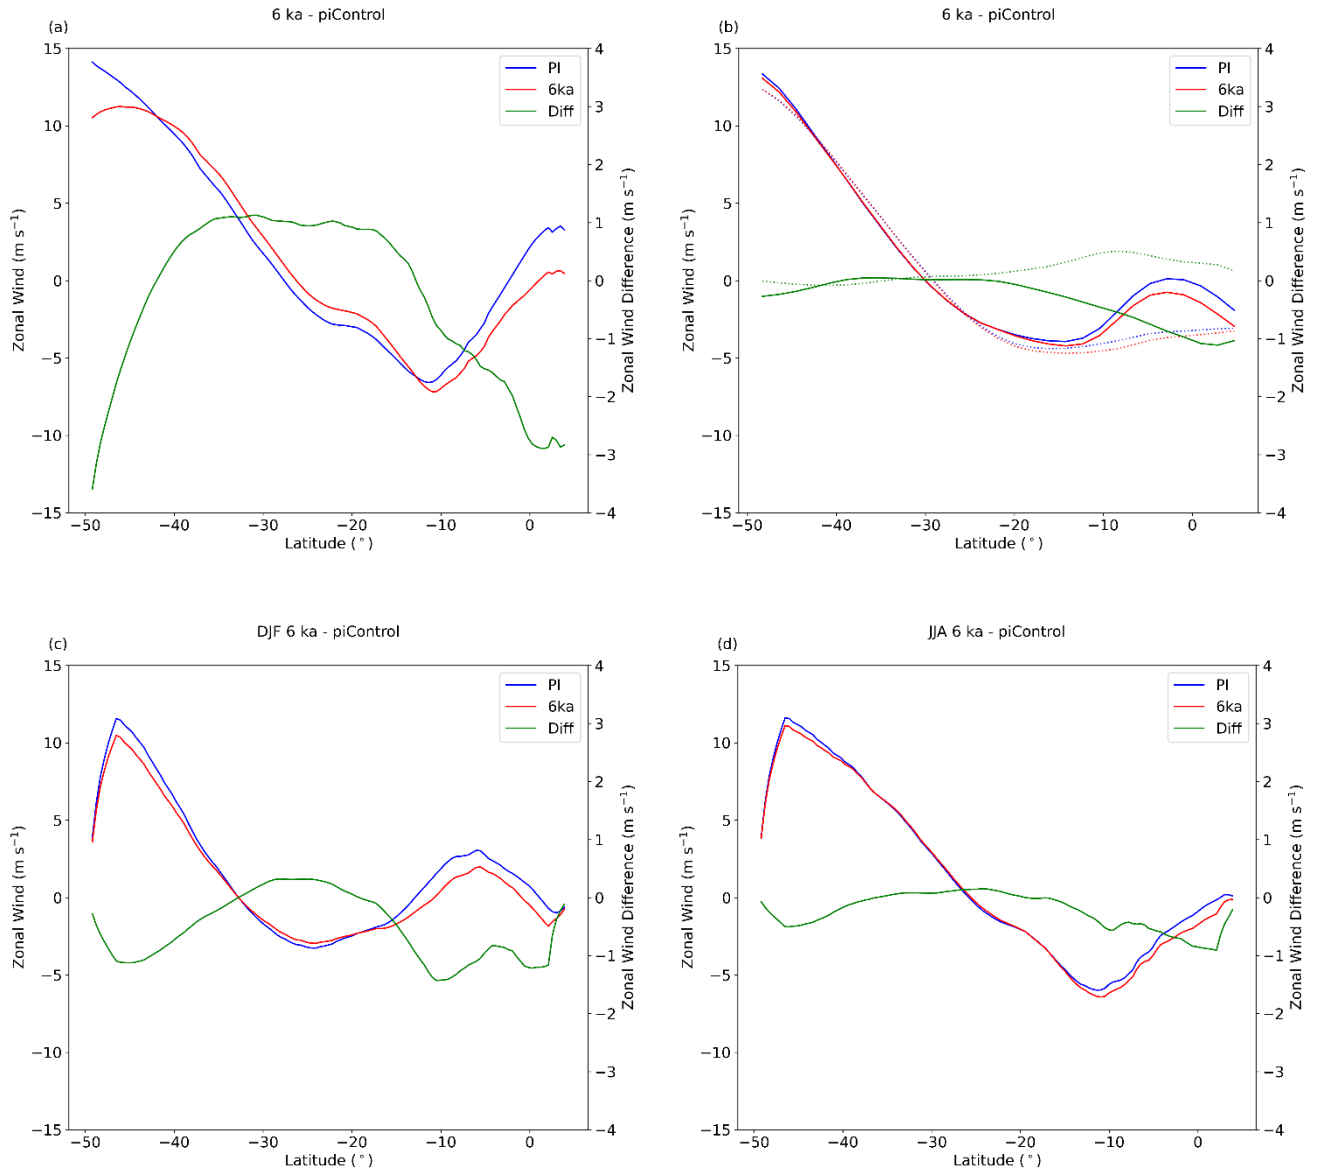 6 ka - piControl
(a)
15
10
5
0
−5
−10
−15
Zonal Wind (m s⁻¹)
PI
6ka
Diff
4
3
2
1
0
−1
−2
−3
−4
Zonal Wind Difference (m s⁻¹)
−50 −40 −30 −20 −10 0
Latitude (°)
6 ka - piControl
(b)
15
10
5
0
−5
−10
−15
Zonal Wind (m s⁻¹)
PI
6ka
Diff
4
3
2
1
0
−1
−2
−3
−4
Zonal Wind Difference (m s⁻¹)
−50 −40 −30 −20 −10 0
Latitude (°)
DJF 6 ka - piControl
(c)
15
10
5
0
−5
−10
−15
Zonal Wind (m s⁻¹)
PI
6ka
Diff
4
3
2
1
0
−1
−2
−3
−4
Zonal Wind Difference (m s⁻¹)
−50 −40 −30 −20 −10 0
Latitude (°)
JJA 6 ka - piControl
(d)
15
10
5
0
−5
−10
−15
Zonal Wind (m s⁻¹)
PI
6ka
Diff
4
3
2
1
0
−1
−2
−3
−4
Zonal Wind Difference (m s⁻¹)
−50 −40 −30 −20 −10 0
Latitude (°)